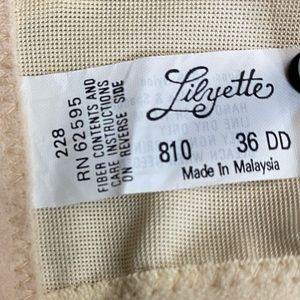 Lilyette
810 36 DD
Made In Malaysia
228
RN 62595
FIBER CONTENTS AND
CARE INSTRUCTIONS
ON REVERSE SIDE